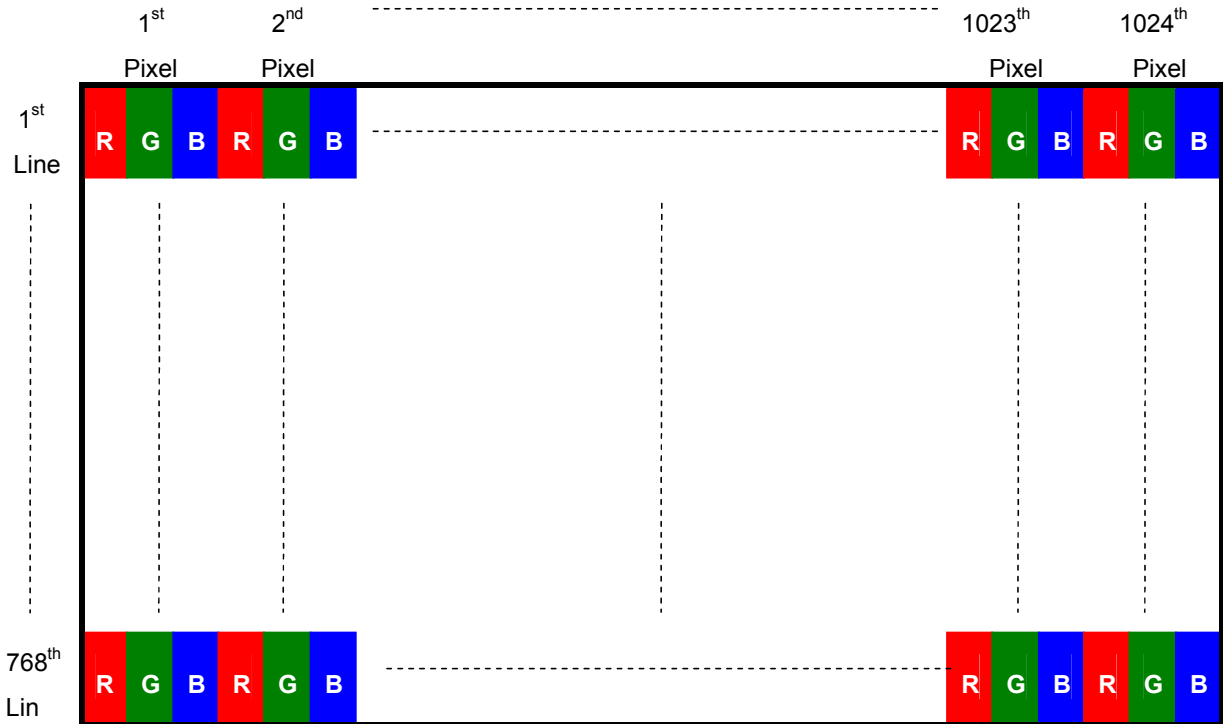 1st 2nd 1023th 1024th
Pixel Pixel Pixel Pixel
1st
Line
R G B R G B R G B R G B
768th
Lin
R G B R G B R G B R G B